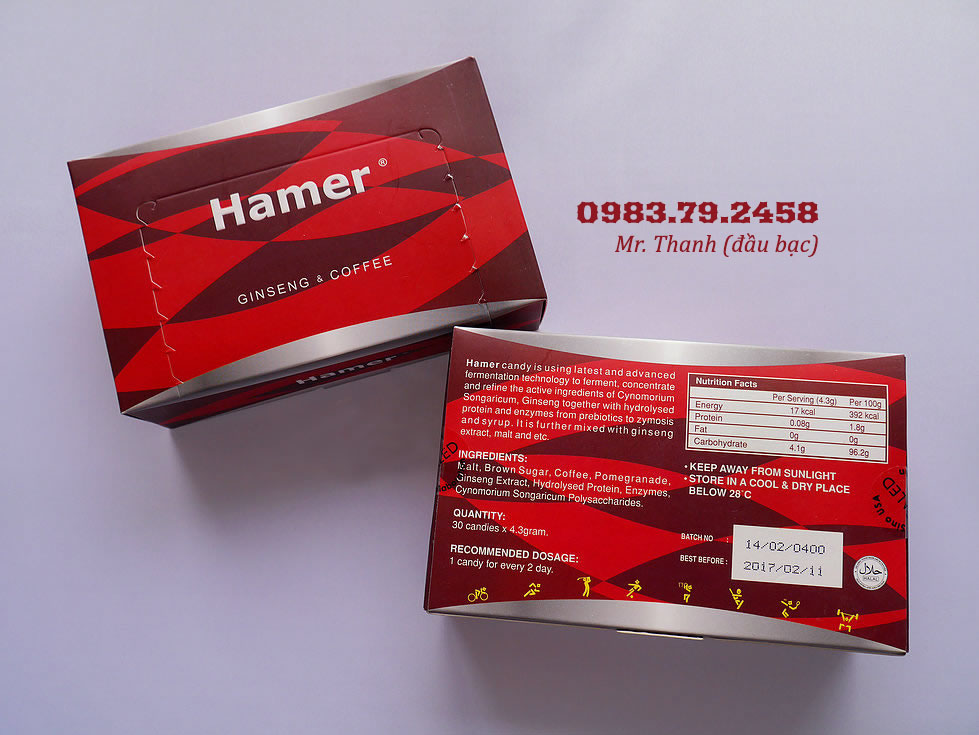 Hamer®
GINSENG & COFFEE
Hamer
0983.79.2458
Mr. Thanh (đầu bạc)
Hamer candy is using latest and advanced
fermentation technology to ferment, concentrate
and refine the active ingredients of Cynomorium
Songaricum, Ginseng together with hydrolysed
protein and enzymes from prebiotics to zymosis
and syrup. It is further mixed with ginseng
extract, malt and etc.
INGREDIENTS:
Malt, Brown Sugar, Coffee, Pomegranade,
Ginseng Extract, Hydrolysed Protein, Enzymes,
Cynomorium Songaricum Polysaccharides.
QUANTITY:
30 candies x 4.3gram.
RECOMMENDED DOSAGE:
1 candy for every 2 day.
Nutrition Facts
Per Serving (4.3g) Per 100g
Energy 17 kcal 392 kcal
Protein 0.08g 1.8g
Fat 0g 0g
Carbohydrate 4.1g 96.2g
• KEEP AWAY FROM SUNLIGHT
• STORE IN A COOL & DRY PLACE
BELOW 28°C
BATCH NO : 14/02/0400
BEST BEFORE : 2017/02/11
حلال
HALAL
LED
Sino USA